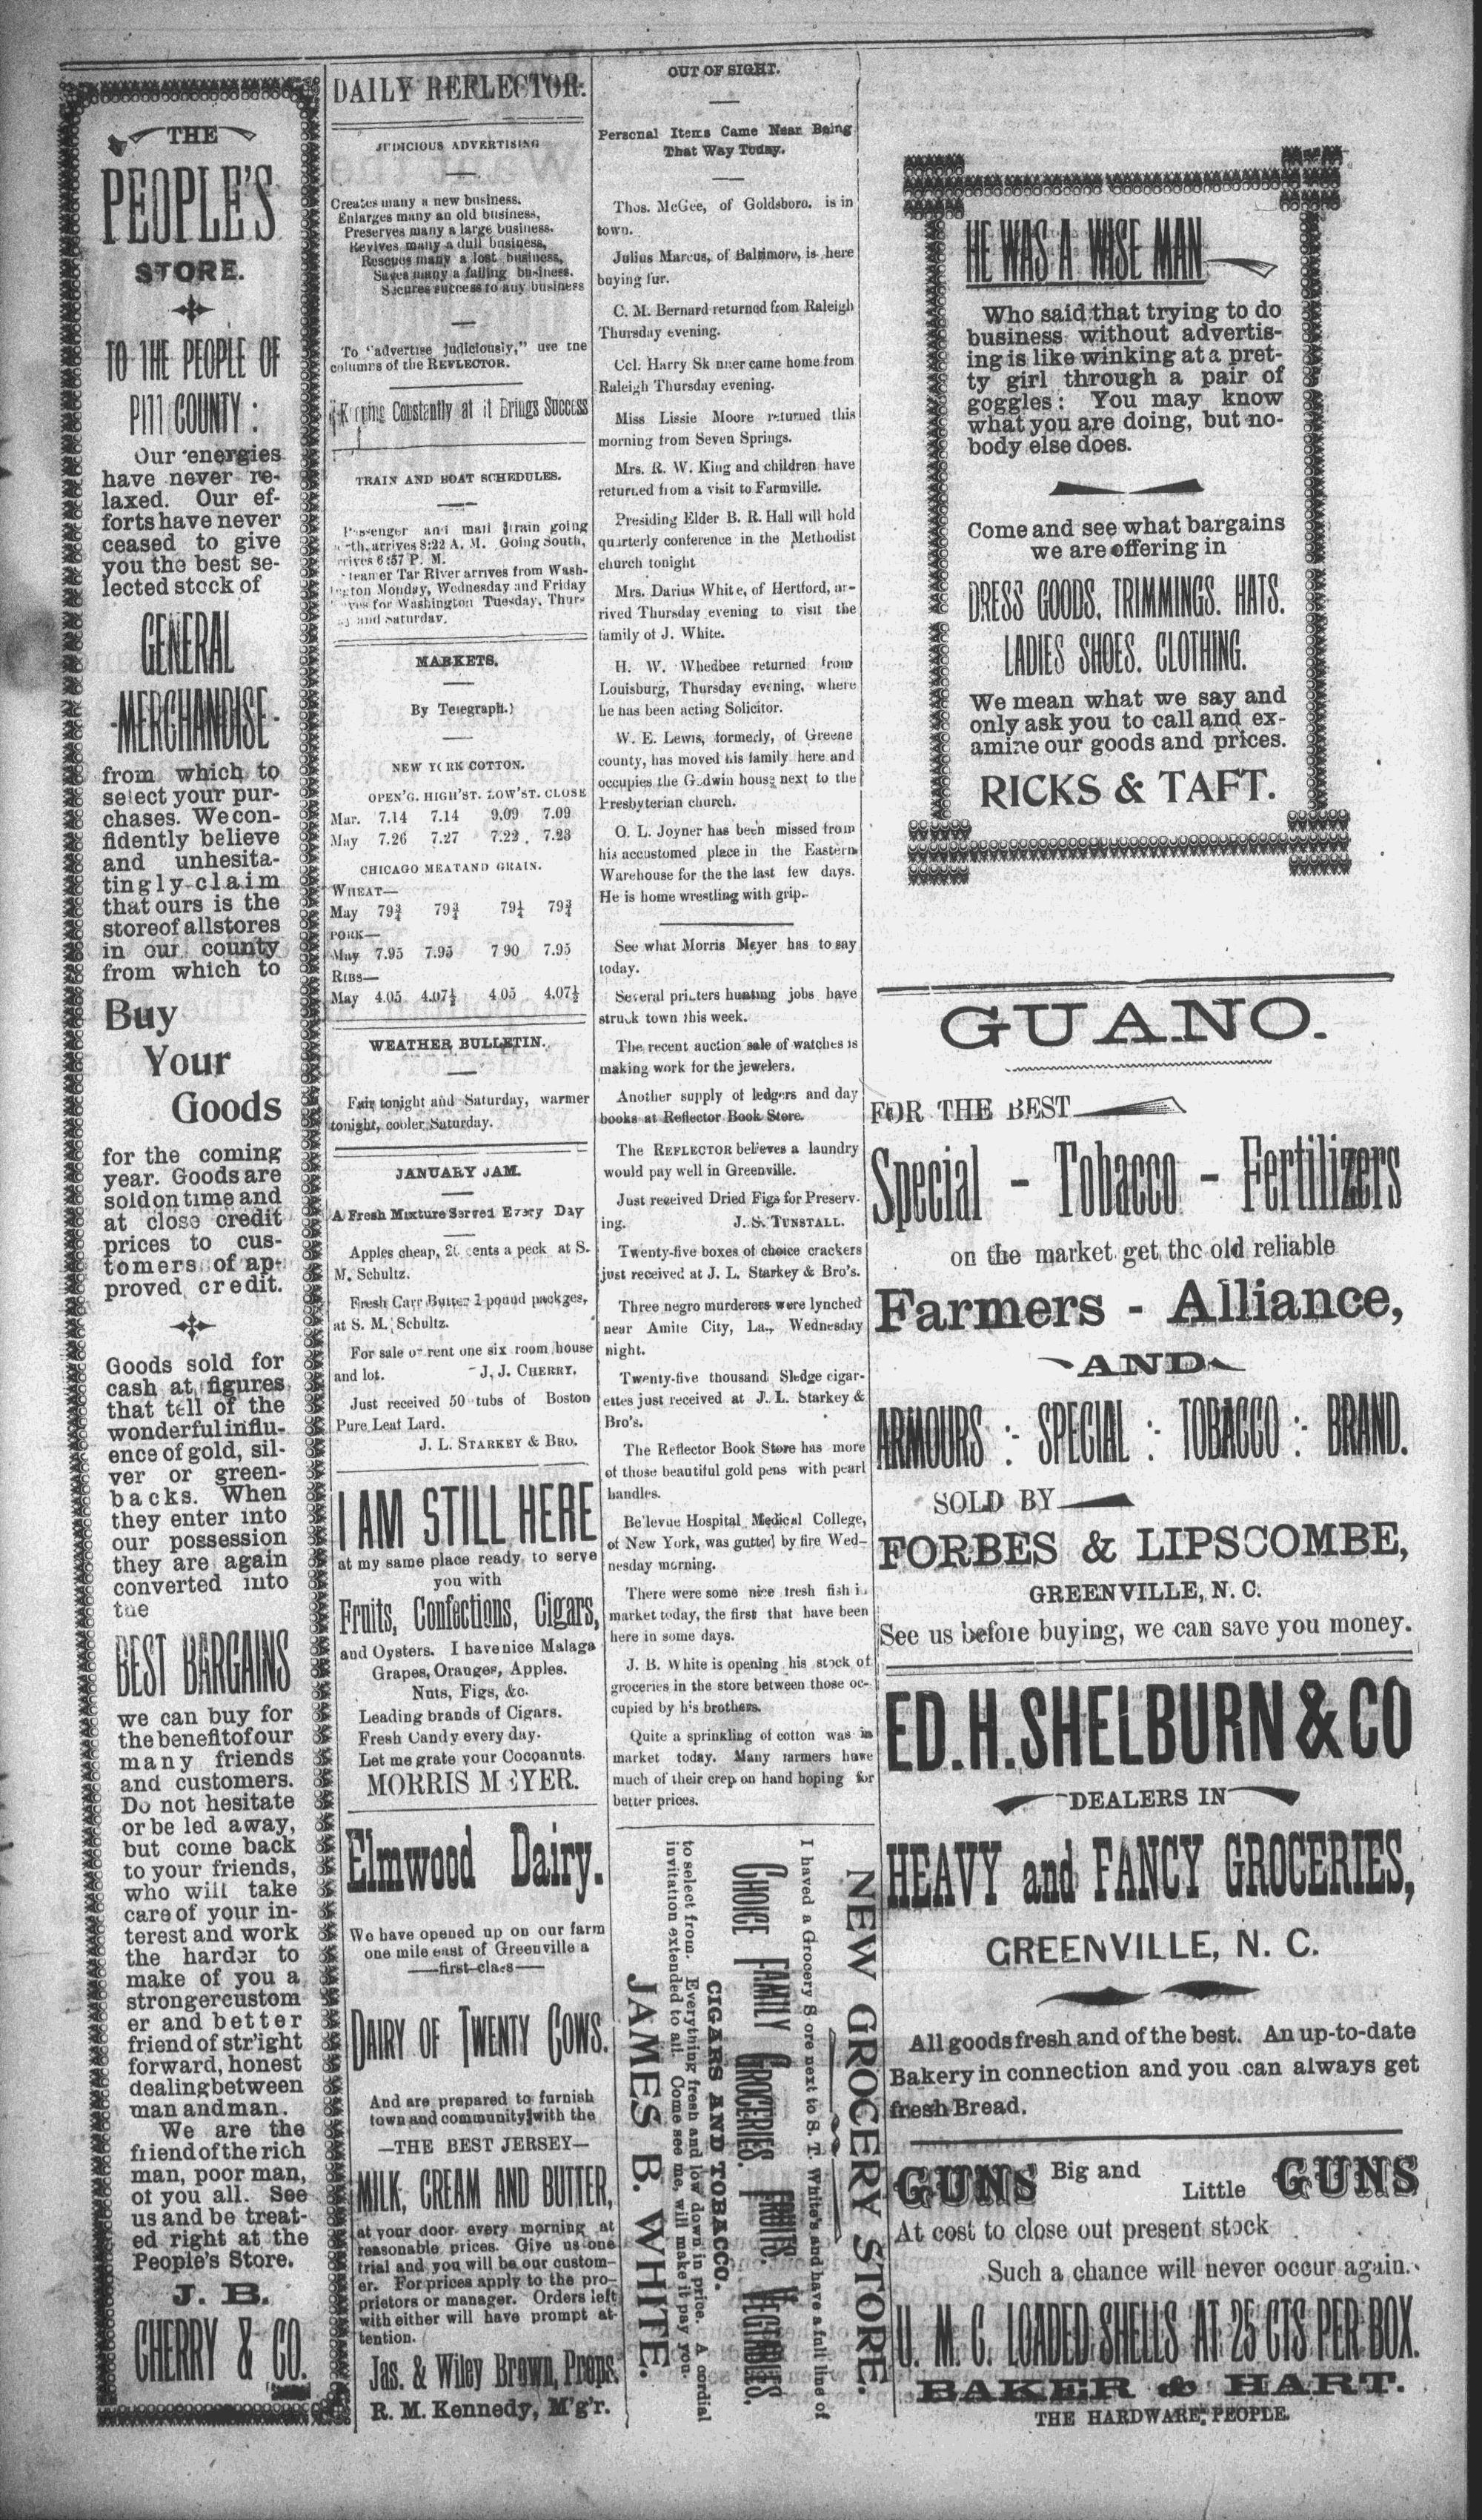 THE
PEOPLE'S
STORE.
TO THE PEOPLE OF
PITT COUNTY :
Our energies
have never re-
laxed. Our ef-
forts have never
ceased to give
you the best se-
lected stock of
GENERAL
-MERCHANDISE-
from which to
select your pur-
chases. We con-
fidently believe
and unhesita-
tingly claim
that ours is the
store of all stores
in our county
from which to
Buy
Your
Goods
for the coming
year. Goods are
sold on time and
at close credit
prices to cus-
tomers of ap-
proved credit.
Goods sold for
cash at figures
that tell of the
wonderful influ-
ence of gold, sil-
ver or green-
backs. When
they enter into
our possession
they are again
converted into
the
BEST BARGAINS
we can buy for
the benefit of our
many friends
and customers.
Do not hesitate
or be led away,
but come back
to your friends,
who will take
care of your in-
terest and work
the harder to
make of you a
stronger custom
er and better
friend of str'ight
forward, honest
dealing between
man and man.
We are the
friend of the rich
man, poor man,
of you all. See
us and be treat-
ed right at the
People's Store.
J. B.
CHERRY & CO.
DAILY REFLECTOR.
JUDICIOUS ADVERTISING
Creates many a new business.
Enlarges many an old business,
Preserves many a large business.
Revives many a dull business,
Rescues many a lost business,
Saves many a falling business.
Secures success to any business
To "advertise judiciously," use the
columns of the REFLECTOR.
Keeping Constantly at it Brings Success
TRAIN AND BOAT SCHEDULES.
Passenger and mail train going
north, arrives 8:22 A. M. Going South,
arrives 6:57 P. M.
Steamer Tar River arrives from Wash-
ington Monday, Wednesday and Friday
leaves for Washington Tuesday, Thur-
day and Saturday.
MARKETS.
By Telegraph.)
NEW YORK COTTON.
OPEN'G. HIGH'ST. LOW'ST. CLOSE
Mar. 7.14 7.14 9.09 7.09
May 7.26 7.27 7.22 7.23
CHICAGO MEAT AND GRAIN.
WHEAT—
May 79¾ 79¾ 79¼ 79¾
PORK—
May 7.95 7.95 7 90 7.95
RIBS—
May 4.05 4.07½ 4 05 4.07½
WEATHER BULLETIN.
Fair tonight and Saturday, warmer
tonight, cooler Saturday.
JANUARY JAM.
A Fresh Mixture Served Every Day
Apples cheap, 20 cents a peck at S.
M. Schultz.
Fresh Carr Butter 1 pound packges,
at S. M. Schultz.
For sale or rent one six room house
and lot. J. J. CHERRY.
Just received 50 tubs of Boston
Pure Leaf Lard.
J. L. STARKEY & BRO.
I AM STILL HERE
at my same place ready to serve
you with
Fruits, Confections, Cigars,
and Oysters. I have nice Malaga
Grapes, Oranges, Apples.
Nuts, Figs, &c.
Leading brands of Cigars.
Fresh Candy every day.
Let me grate your Cocoanuts.
MORRIS MEYER.
Elmwood Dairy.
We have opened up on our farm
one mile east of Greenville a
—first-class—
DAIRY OF TWENTY COWS.
And are prepared to furnish
town and community with the
—THE BEST JERSEY—
MILK, CREAM AND BUTTER,
at your door every morning at
reasonable prices. Give us one
trial and you will be our custom-
er. For prices apply to the pro-
prietors or manager. Orders left
with either will have prompt at-
tention.
Jas. & Wiley Brown, Props.
R. M. Kennedy, M'g'r.
OUT OF SIGHT.
Personal Items Came Near Being
That Way Today.
Thos. McGee, of Goldsboro. is in
town.
Julius Marcus, of Baltimore, is here
buying fur.
C. M. Bernard returned from Raleigh
Thursday evening.
Col. Harry Sk nner came home from
Raleigh Thursday evening.
Miss Lissie Moore returned this
morning from Seven Springs.
Mrs. R. W. King and children have
returned from a visit to Farmville.
Presiding Elder B. R. Hall will hold
quarterly conference in the Methodist
church tonight
Mrs. Darius White, of Hertford, ar-
rived Thursday evening to visit the
family of J. White.
H. W. Whedbee returned from
Louisburg, Thursday evening, where
he has been acting Solicitor.
W. E. Lewis, formerly, of Greene
county, has moved his family here and
occupies the Godwin house next to the
Presbyterian church.
O. L. Joyner has been missed from
his accustomed place in the Eastern
Warehouse for the the last few days.
He is home wrestling with grip.
See what Morris Meyer has to say
today.
Several printers hunting jobs have
struck town this week.
The recent auction sale of watches is
making work for the jewelers.
Another supply of ledgers and day
books at Reflector Book Store.
The REFLECTOR believes a laundry
would pay well in Greenville.
Just received Dried Figs for Preserv-
ing. J. S. TUNSTALL.
Twenty-five boxes of choice crackers
just received at J. L. Starkey & Bro's.
Three negro murderers were lynched
near Amite City, La., Wednesday
night.
Twenty-five thousand Sledge cigar-
ettes just received at J. L. Starkey &
Bro's.
The Reflector Book Store has more
of those beautiful gold pens with pearl
handles.
Bellevue Hospital Medical College,
of New York, was gutted by fire Wed-
nesday morning.
There were some nice fresh fish in
market today, the first that have been
here in some days.
J. B. White is opening his stock of
groceries in the store between those oc-
cupied by h's brothers.
Quite a sprinkling of cotton was in
market today. Many farmers have
much of their crop on hand hoping for
better prices.
NEW GROCERY STORE.
I haved a Grocery S ore next to S. T. White's and have a full line of
CHOICE FAMILY GROCERIES. FRUITS. VEGTABLES.
CIGARS AND TOBACCO.
to select from. Everything fresh and low down in price. A cordial
invitation extended to all. Come see me, will make it pay you.
JAMES B. WHITE.
HE WAS A WISE MAN
Who said that trying to do
business without advertis-
ing is like winking at a pret-
ty girl through a pair of
goggles: You may know
what you are doing, but no-
body else does.
Come and see what bargains
we are offering in
DRESS GOODS, TRIMMINGS. HATS.
LADIES SHOES. CLOTHING.
We mean what we say and
only ask you to call and ex-
amine our goods and prices.
RICKS & TAFT.
GUANO.
FOR THE BEST
Special - Tobacco - Fertilizers
on the market get the old reliable
Farmers - Alliance,
AND
ARMOURS : SPECIAL : TOBACCO : BRAND.
SOLD BY
FORBES & LIPSCOMBE,
GREENVILLE, N. C.
See us before buying, we can save you money.
ED. H. SHELBURN & CO
DEALERS IN
HEAVY and FANCY GROCERIES,
GREENVILLE, N. C.
All goods fresh and of the best. An up-to-date
Bakery in connection and you can always get
fresh Bread.
GUNS Big and Little GUNS
At cost to close out present stock
Such a chance will never occur again.
U. M. C. LOADED SHELLS AT 25 CTS PER BOX.
BAKER & HART.
THE HARDWARE PEOPLE.